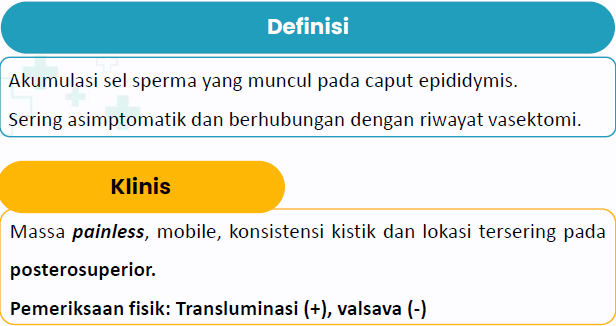 Definisi
Akumulasi sel sperma yang muncul pada caput epididymis.
Sering asimptomatik dan berhubungan dengan riwayat vasektomi.
Klinis
Massa painless, mobile, konsistensi kistik dan lokasi tersering pada
posterosuperior.
Pemeriksaan fisik: Transluminasi (+), valsava (-)